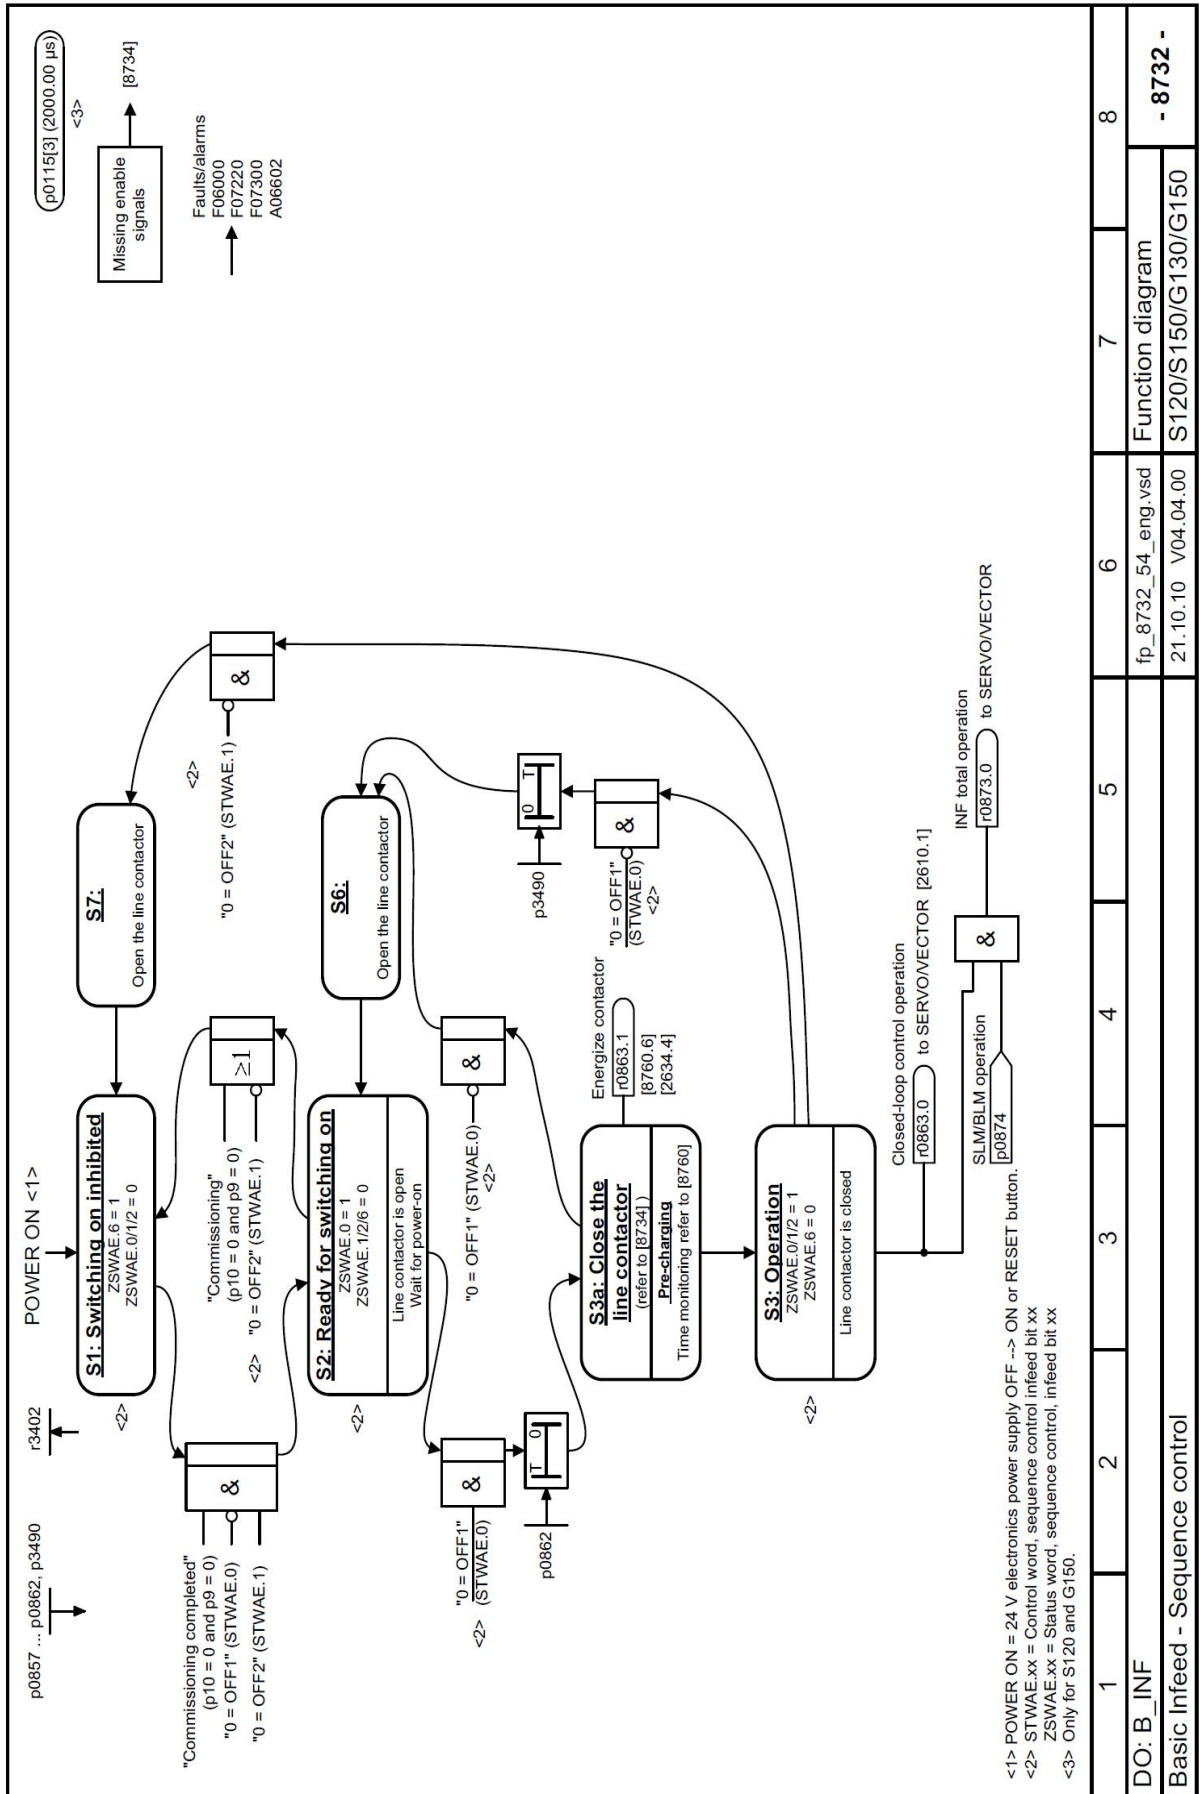 p0857 ... p0862, p3490
r3402
POWER ON <1>
p0115[3] (2000.00 µs)
<3>
Missing enable
signals
[8734]
Faults/alarms
F06000
F07220
F07300
A06602
S1: Switching on inhibited
ZSWAE.6 = 1
ZSWAE.0/1/2 = 0
<2>
S7:
Open the line contactor
"Commissioning completed"
(p10 = 0 and p9 = 0)
"0 = OFF1" (STWAE.0)
"0 = OFF2" (STWAE.1)
&
"Commissioning"
(p10 = 0 and p9 = 0)
<2> "0 = OFF2" (STWAE.1)
≥1
<2>
"0 = OFF2" (STWAE.1)
&
S2: Ready for switching on
ZSWAE.0 = 1
ZSWAE.1/2/6 = 0
Line contactor is open
Wait for power-on
<2>
S6:
Open the line contactor
"0 = OFF1"
<2> (STWAE.0)
&
"0 = OFF1" (STWAE.0)
<2>
&
p0862
T 0
p3490
0 T
"0 = OFF1"
(STWAE.0)
<2>
&
S3a: Close the
line contactor
(refer to [8734] )
Pre-charging
Time monitoring refer to [8760]
Energize contactor
r0863.1
[8760.6]
[2634.4]
S3: Operation
ZSWAE.0/1/2 = 1
ZSWAE.6 = 0
Line contactor is closed
<2>
Closed-loop control operation
r0863.0 to SERVO/VECTOR [2610.1]
SLM/BLM operation
p0874
&
INF total operation
r0873.0 to SERVO/VECTOR
<1> POWER ON = 24 V electronics power supply OFF --> ON or RESET button.
<2> STWAE.xx = Control word, sequence control infeed bit xx
ZSWAE.xx = Status word, sequence control, infeed bit xx
<3> Only for S120 and G150.
1 2 3 4 5 6 7 8
DO: B_INF fp_8732_54_eng.vsd Function diagram - 8732 -
Basic Infeed - Sequence control 21.10.10 V04.04.00 S120/S150/G130/G150